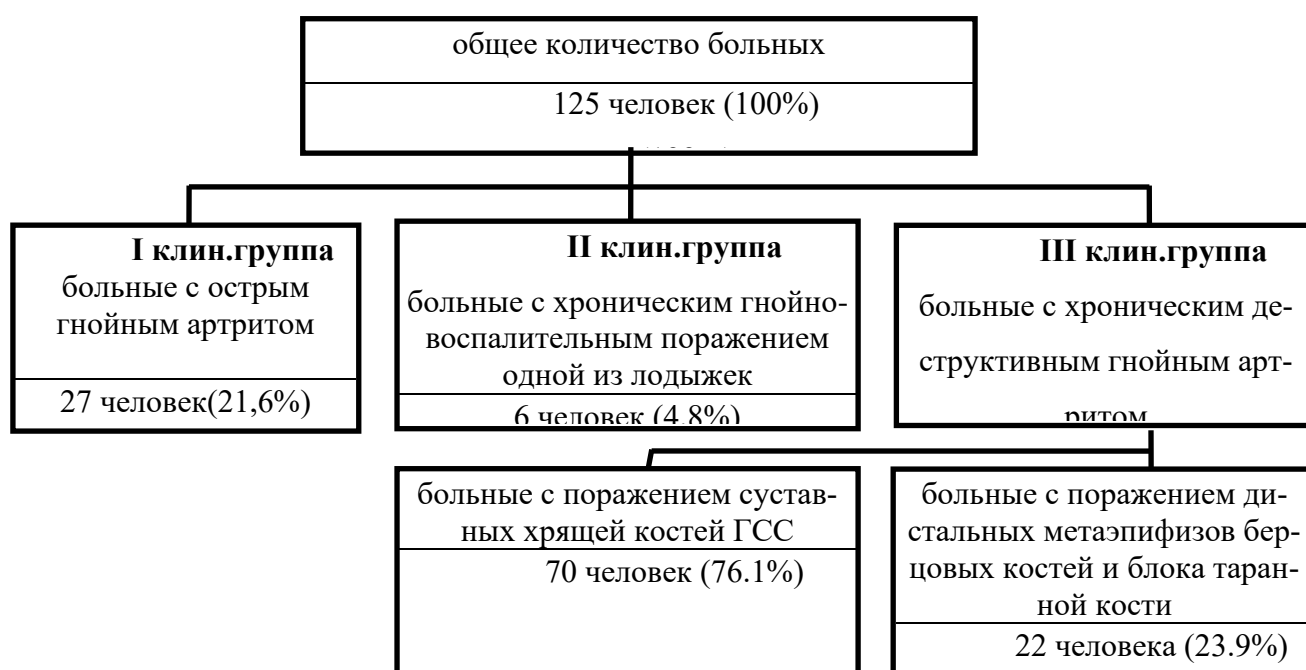 общее количество больных
125 человек (100%)
I клин.группа
больные с острым
гнойным артритом
27 человек(21,6%)
II клин.группа
больные с хроническим гнойно-
воспалительным поражением
одной из лодыжек
6 человек (4.8%)
III клин.группа
больные с хроническим де-
структивным гнойным арт-
ритом
больные с поражением сустав-
ных хрящей костей ГСС
70 человек (76.1%)
больные с поражением ди-
стальных метаэпифизов бер-
цовых костей и блока таран-
ной кости
22 человека (23.9%)